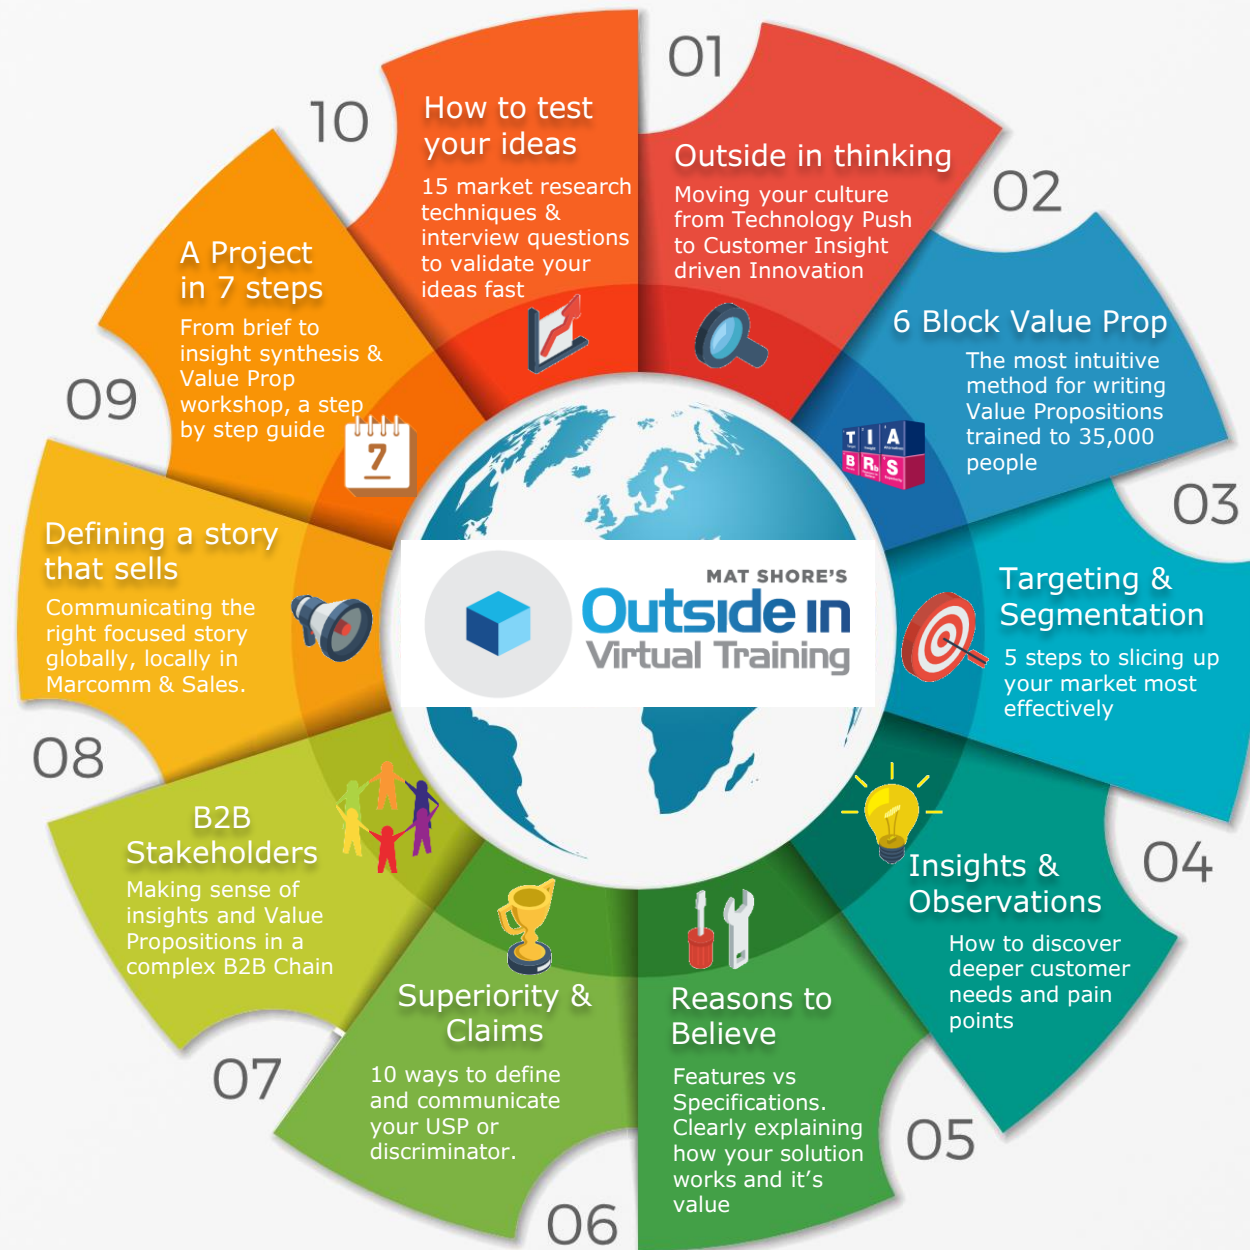 01
Outside in thinking
Moving your culture
from Technology Push
to Customer Insight
driven Innovation
02
6 Block Value Prop
The most intuitive
method for writing
Value Propositions
trained to 35,000
people
T I A
B Rb S
03
Targeting &
Segmentation
5 steps to slicing up
your market most
effectively
04
Insights &
Observations
How to discover
deeper customer
needs and pain
points
05
Reasons to
Believe
Features vs
Specifications.
Clearly explaining
how your solution
works and it's
value
06
Superiority &
Claims
10 ways to define
and communicate
your USP or
discriminator.
07
B2B
Stakeholders
Making sense of
insights and Value
Propositions in a
complex B2B Chain
08
Defining a story
that sells
Communicating the
right focused story
globally, locally in
Marcomm & Sales.
09
A Project
in 7 steps
From brief to
insight synthesis &
Value Prop
workshop, a step
by step guide
7
10
How to test
your ideas
15 market research
techniques &
interview questions
to validate your
ideas fast
MAT SHORE'S
Outside in
Virtual Training